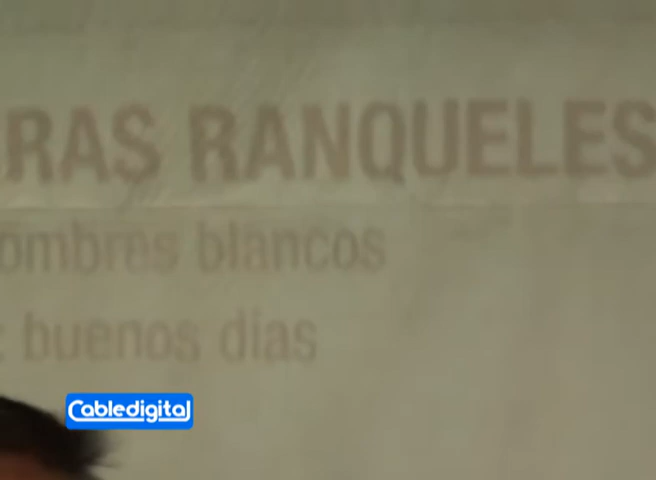 RAS RANQUELES
ombres blancos
: buenos dias
Cabledigital